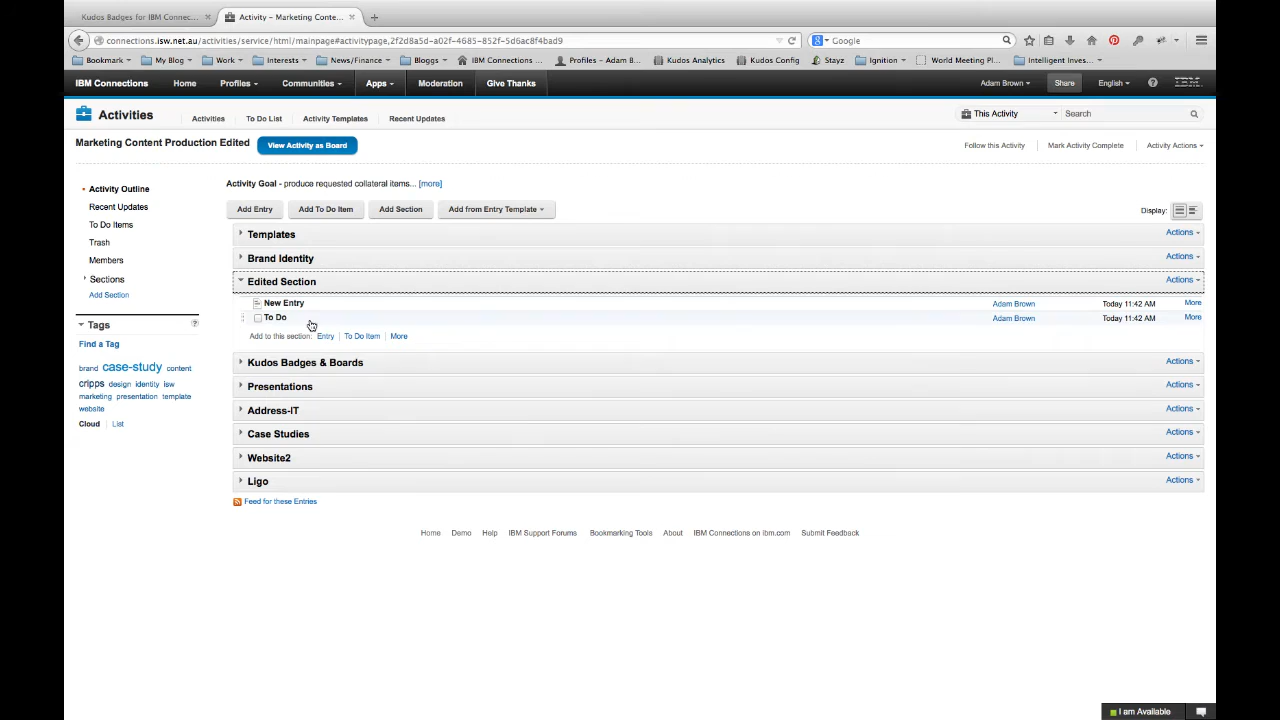 Kudos Badges for IBM Connec...
Activity – Marketing Conte...
connections.isw.net.au/activities/service/html/mainpage#activitypage,2f2d8a5d-a02f-4685-852f-5d6ac8f4bad9
Google
Bookmark My Blog Work Interests News/Finance Bloggs IBM Connections ... Profiles – Adam B... Kudos Analytics Kudos Config Stayz Ignition World Meeting Pl... Intelligent Inves...
IBM Connections Home Profiles Communities Apps Moderation Give Thanks Adam Brown Share English ? IBM
Activities Activities To Do List Activity Templates Recent Updates This Activity Search
Marketing Content Production Edited View Activity as Board Follow this Activity Mark Activity Complete Activity Actions
Activity Outline
Recent Updates
To Do Items
Trash
Members
Sections
Add Section
Tags ?
Find a Tag
brand case-study content
cripps design identity isw
marketing presentation template
website
Cloud List
Activity Goal - produce requested collateral items... [more]
Add Entry Add To Do Item Add Section Add from Entry Template Display:
Templates Actions
Brand Identity Actions
Edited Section Actions
New Entry Adam Brown Today 11:42 AM More
To Do Adam Brown Today 11:42 AM More
Add to this section: Entry To Do Item More
Kudos Badges & Boards Actions
Presentations Actions
Address-IT Actions
Case Studies Actions
Website2 Actions
Ligo Actions
Feed for these Entries
Home Demo Help IBM Support Forums Bookmarking Tools About IBM Connections on ibm.com Submit Feedback
I am Available